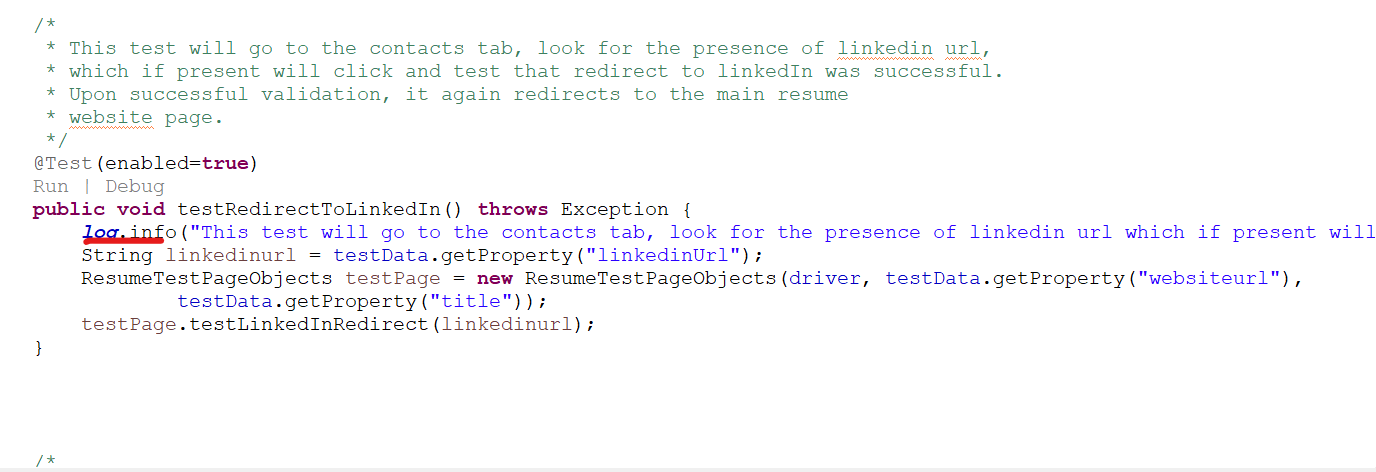 /*
* This test will go to the contacts tab, look for the presence of linkedin url,
* which if present will click and test that redirect to linkedIn was successful.
* Upon successful validation, it again redirects to the main resume
* website page.
*/
@Test(enabled=true)
Run | Debug
public void testRedirectToLinkedIn() throws Exception {
log.info("This test will go to the contacts tab, look for the presence of linkedin url which if present will
String linkedinurl = testData.getProperty("linkedinUrl");
ResumeTestPageObjects testPage = new ResumeTestPageObjects(driver, testData.getProperty("websiteurl"),
testData.getProperty("title"));
testPage.testLinkedInRedirect(linkedinurl);
}
/*